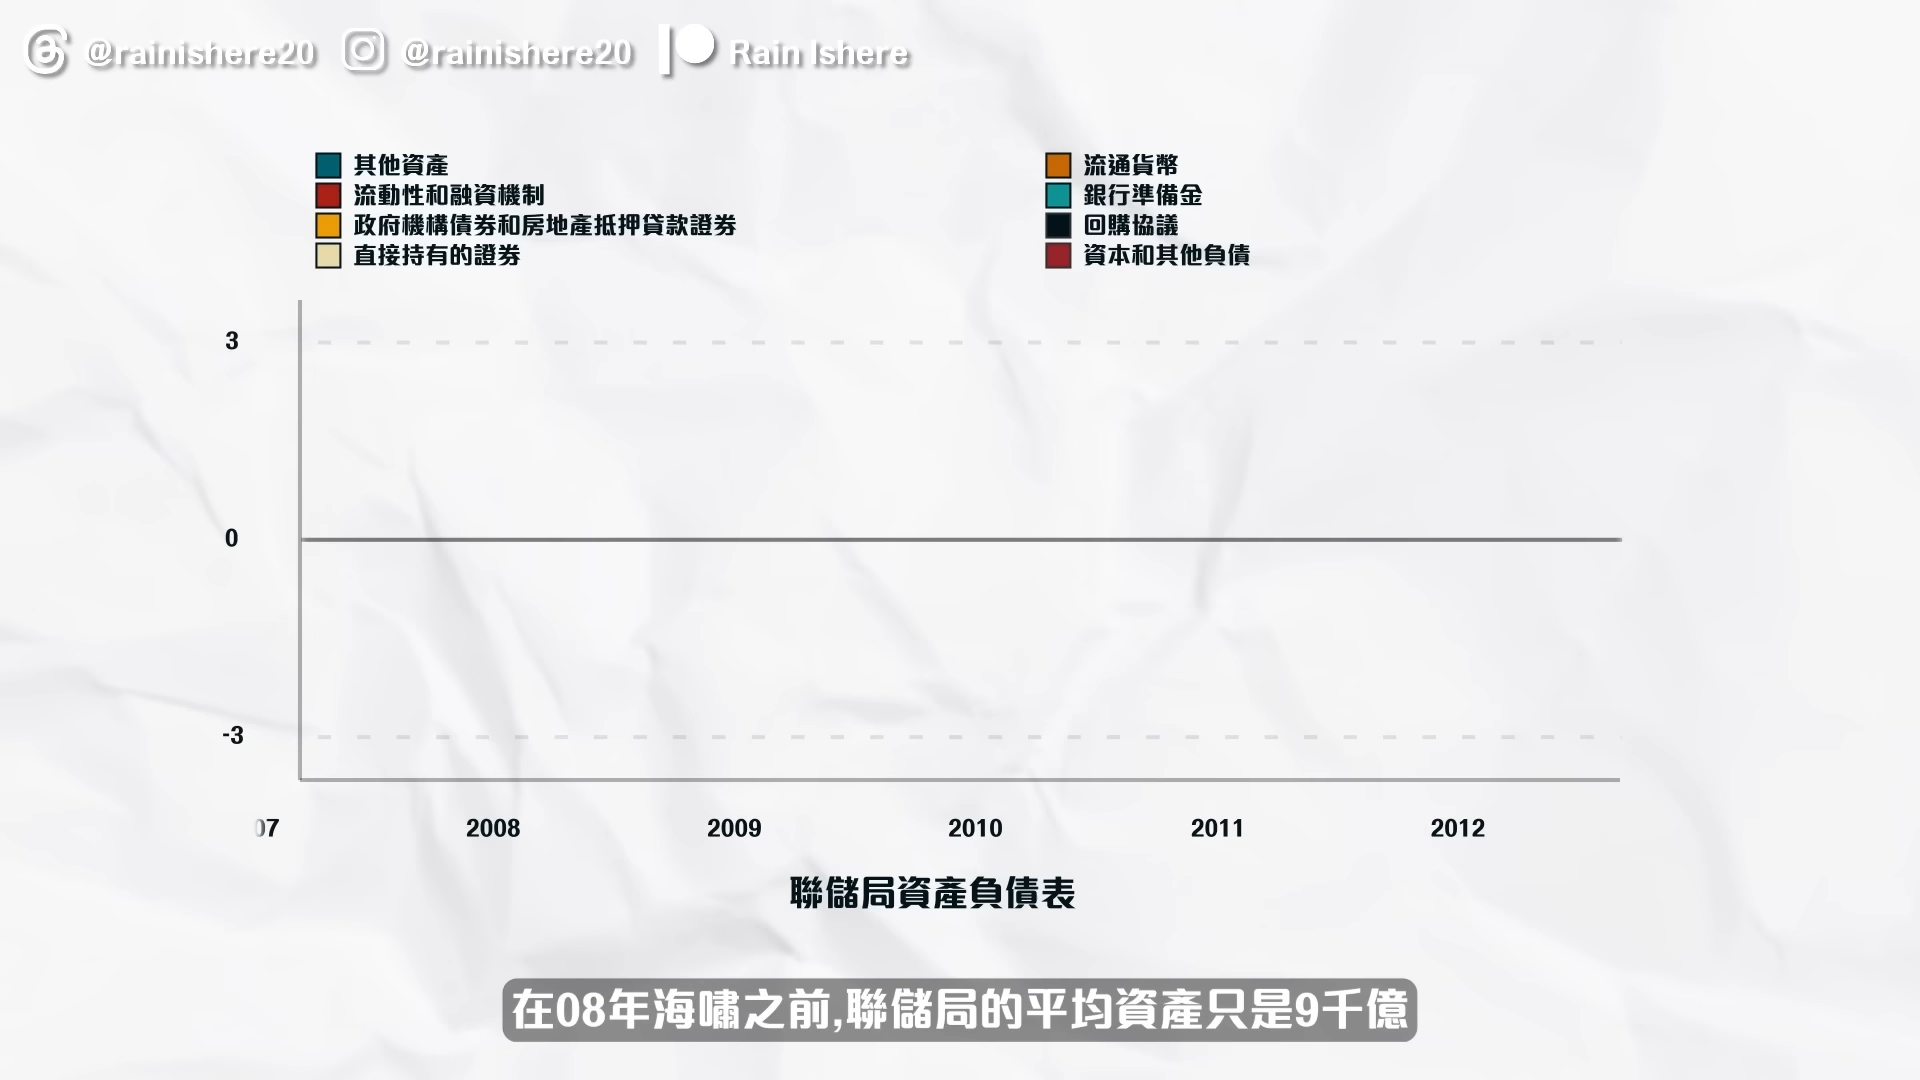 @rainishere20 @rainishere20 Rain Ishere
其他資產
流動性和融資機制
政府機構債券和房地產抵押貸款證券
直接持有的證券
流通貨幣
銀行準備金
回購協議
資本和其他負債
3
0
-3
07 2008 2009 2010 2011 2012
聯儲局資產負債表
在08年海嘯之前,聯儲局的平均資產只是9千億